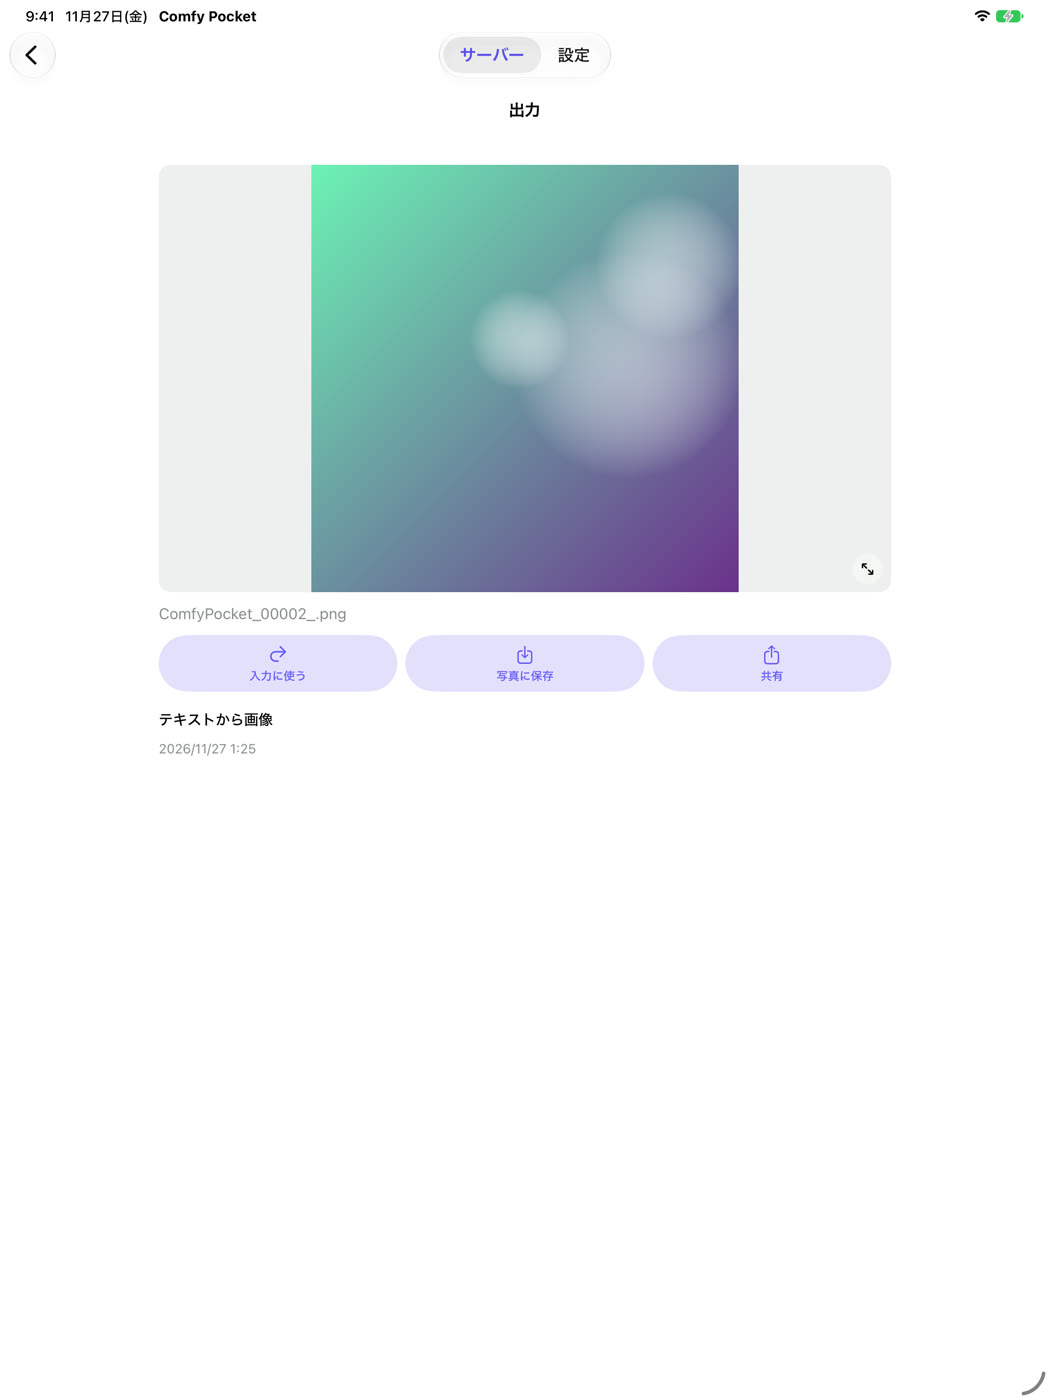 9:41 11月27日(金) Comfy Pocket
サーバー 設定
出力
ComfyPocket_00002_.png
入力に使う 写真に保存 共有
テキストから画像
2026/11/27 1:25